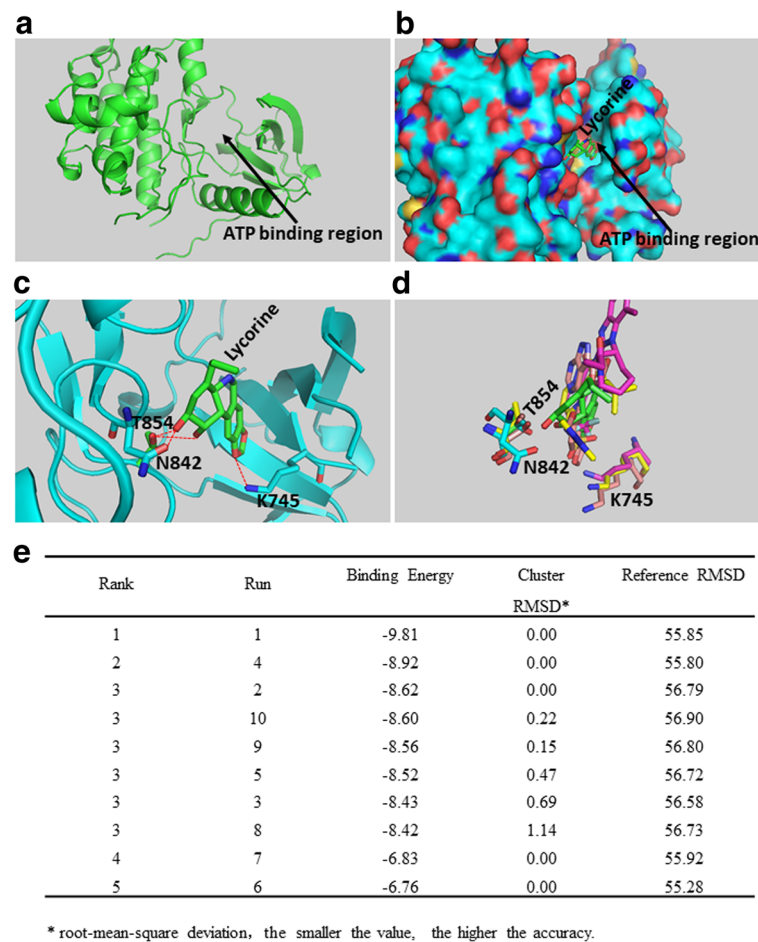 a
b
ATP binding region
Lycorine
ATP binding region
c
d
Lycorine
T854
N842
K745
T854
N842
K745
e
Rank Run Binding Energy Cluster RMSD* Reference RMSD
1 1 -9.81 0.00 55.85
2 4 -8.92 0.00 55.80
3 2 -8.62 0.00 56.79
3 10 -8.60 0.22 56.90
3 9 -8.56 0.15 56.80
3 5 -8.52 0.47 56.72
3 3 -8.43 0.69 56.58
3 8 -8.42 1.14 56.73
4 7 -6.83 0.00 55.92
5 6 -6.76 0.00 55.28
* root-mean-square deviation, the smaller the value, the higher the accuracy.